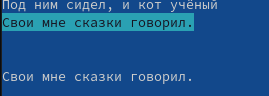 Под ним сидел, и кот учёный
Свои мне сказки говорил.
Свои мне сказки говорил.